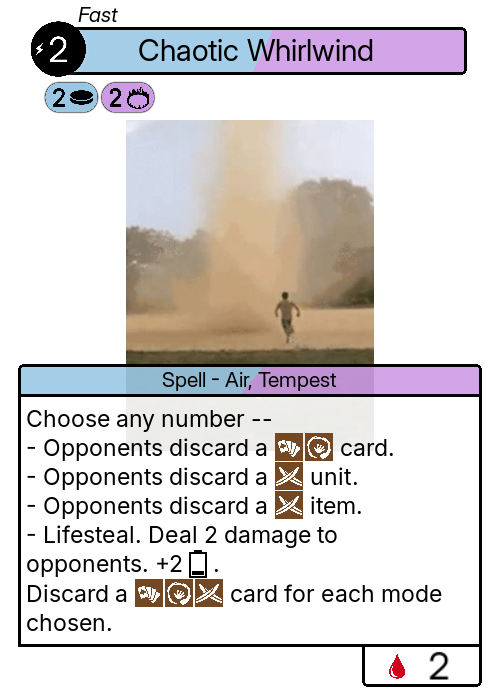 Fast
2 Chaotic Whirlwind
2 2
Spell - Air, Tempest
Choose any number --
- Opponents discard a card.
- Opponents discard a unit.
- Opponents discard a item.
- Lifesteal. Deal 2 damage to
opponents. +2 .
Discard a card for each mode
chosen.
2